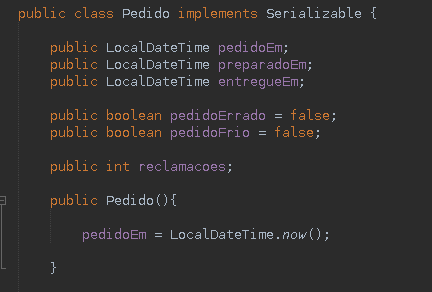 public class Pedido implements Serializable {
public LocalDateTime pedidoEm;
public LocalDateTime preparadoEm;
public LocalDateTime entregueEm;
public boolean pedidoErrado = false;
public boolean pedidoFrio = false;
public int reclamacoes;
public Pedido(){
pedidoEm = LocalDateTime.now();
}